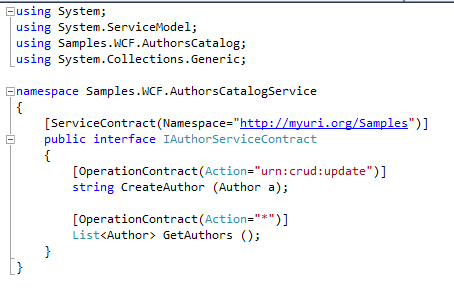 using System;
using System.ServiceModel;
using Samples.WCF.AuthorsCatalog;
using System.Collections.Generic;
namespace Samples.WCF.AuthorsCatalogService
{
[ServiceContract(Namespace="http://myuri.org/Samples")]
public interface IAuthorServiceContract
{
[OperationContract(Action="urn:crud:update")]
string CreateAuthor (Author a);
[OperationContract(Action="*")]
List<Author> GetAuthors ();
}
}